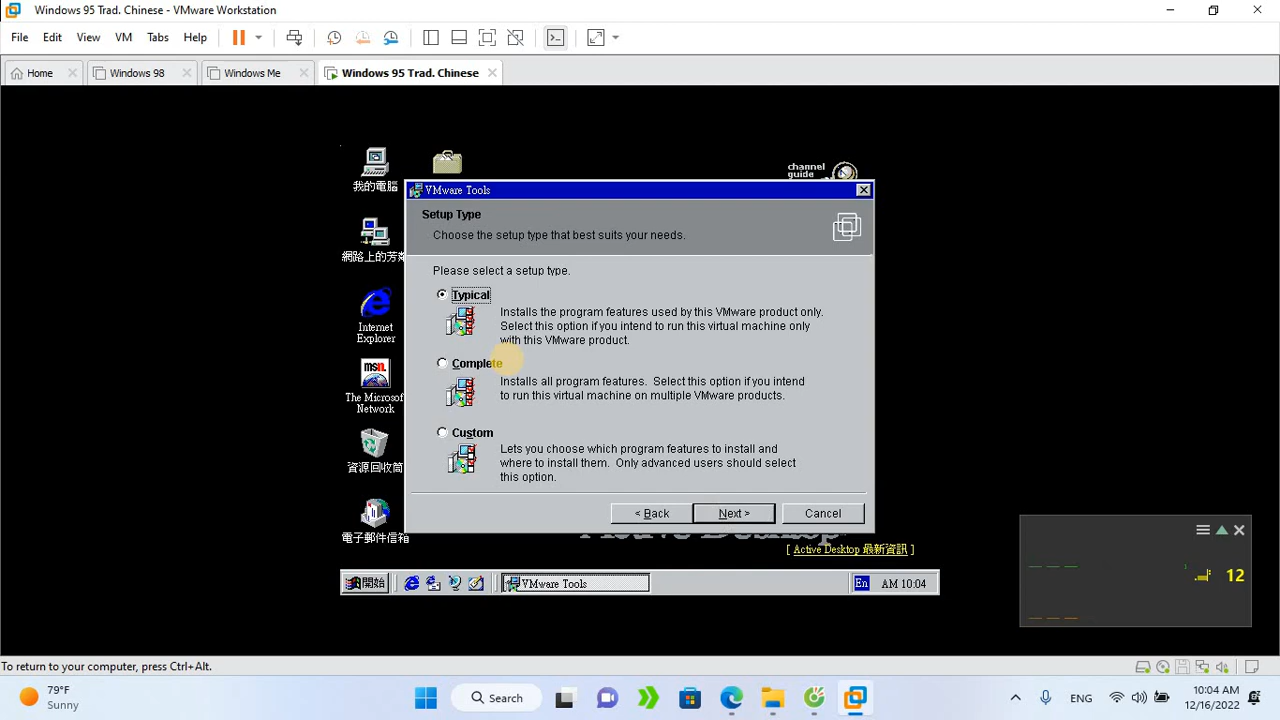 Windows 95 Trad. Chinese - VMware Workstation
File Edit View VM Tabs Help
Home Windows 98 Windows Me Windows 95 Trad. Chinese
我的電腦
channel
guide
VMware Tools
Setup Type
Choose the setup type that best suits your needs.
網路上的芳鄰
Please select a setup type.
Typical
Installs the program features used by this VMware product only.
Select this option if you intend to run this virtual machine only
with this VMware product.
Internet
Explorer
Complete
Installs all program features. Select this option if you intend
to run this virtual machine on multiple VMware products.
msn
The Microsoft
Network
Custom
Lets you choose which program features to install and
where to install them. Only advanced users should select
this option.
資源回收筒
< Back Next > Cancel
電子郵件信箱
Active Desktop
[ Active Desktop 最新資訊 ]
開始 VMware Tools En AM 10:04
12
To return to your computer, press Ctrl+Alt.
79°F
Sunny
Search
ENG
10:04 AM
12/16/2022